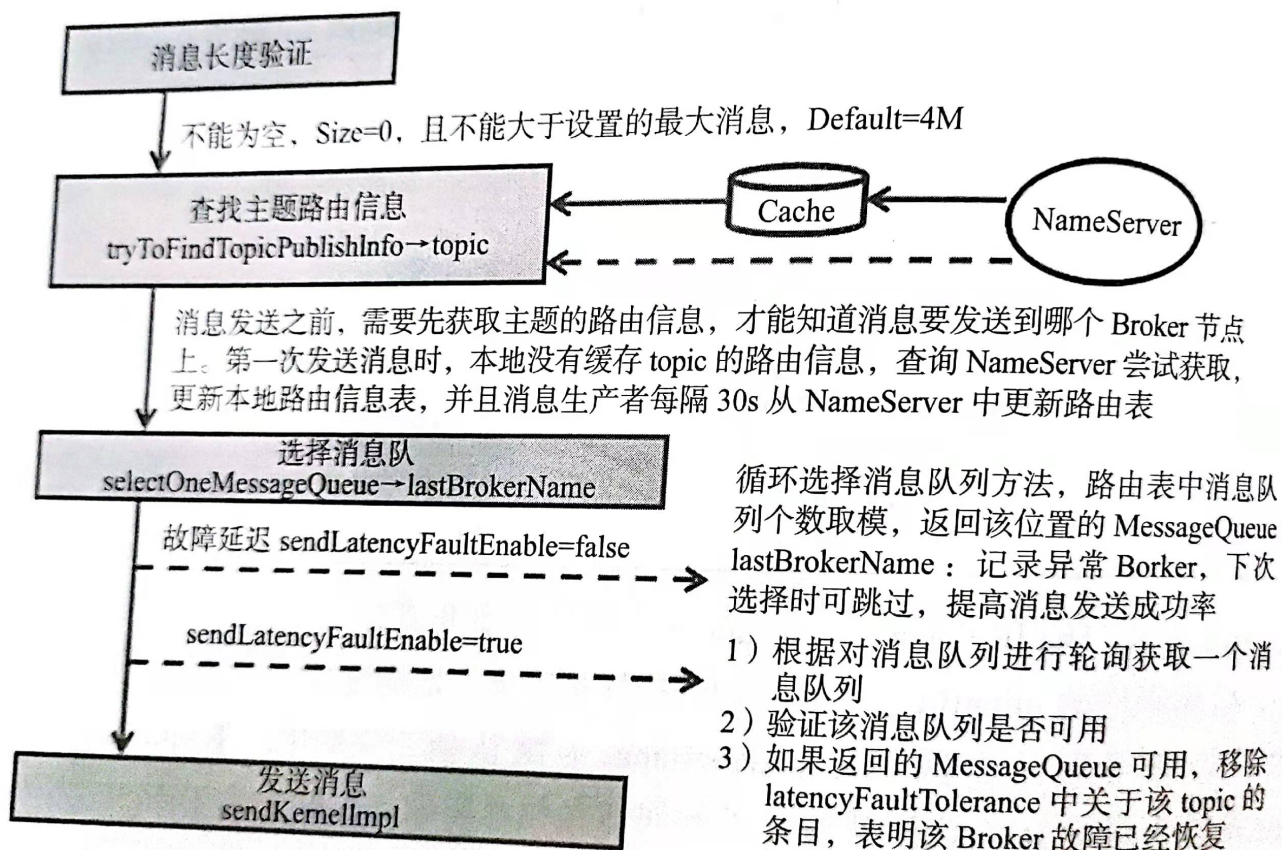 消息长度验证
不能为空、Size=0，且不能大于设置的最大消息，Default=4M
查找主题路由信息
tryToFindTopicPublishInfo→topic
Cache
NameServer
消息发送之前，需要先获取主题的路由信息，才能知道消息要发送到哪个 Broker 节点
上。第一次发送消息时，本地没有缓存 topic 的路由信息，查询 NameServer 尝试获取，
更新本地路由信息表，并且消息生产者每隔 30s 从 NameServer 中更新路由表
选择消息队
selectOneMessageQueue→lastBrokerName
故障延迟 sendLatencyFaultEnable=false
循环选择消息队列方法，路由表中消息队
列个数取模，返回该位置的 MessageQueue
lastBrokerName：记录异常 Borker，下次
选择时可跳过，提高消息发送成功率
sendLatencyFaultEnable=true
1）根据对消息队列进行轮询获取一个消
息队列
2）验证该消息队列是否可用
3）如果返回的 MessageQueue 可用，移除
latencyFaultTolerance 中关于该 topic 的
条目，表明该 Broker 故障已经恢复
发送消息
sendKernelImpl